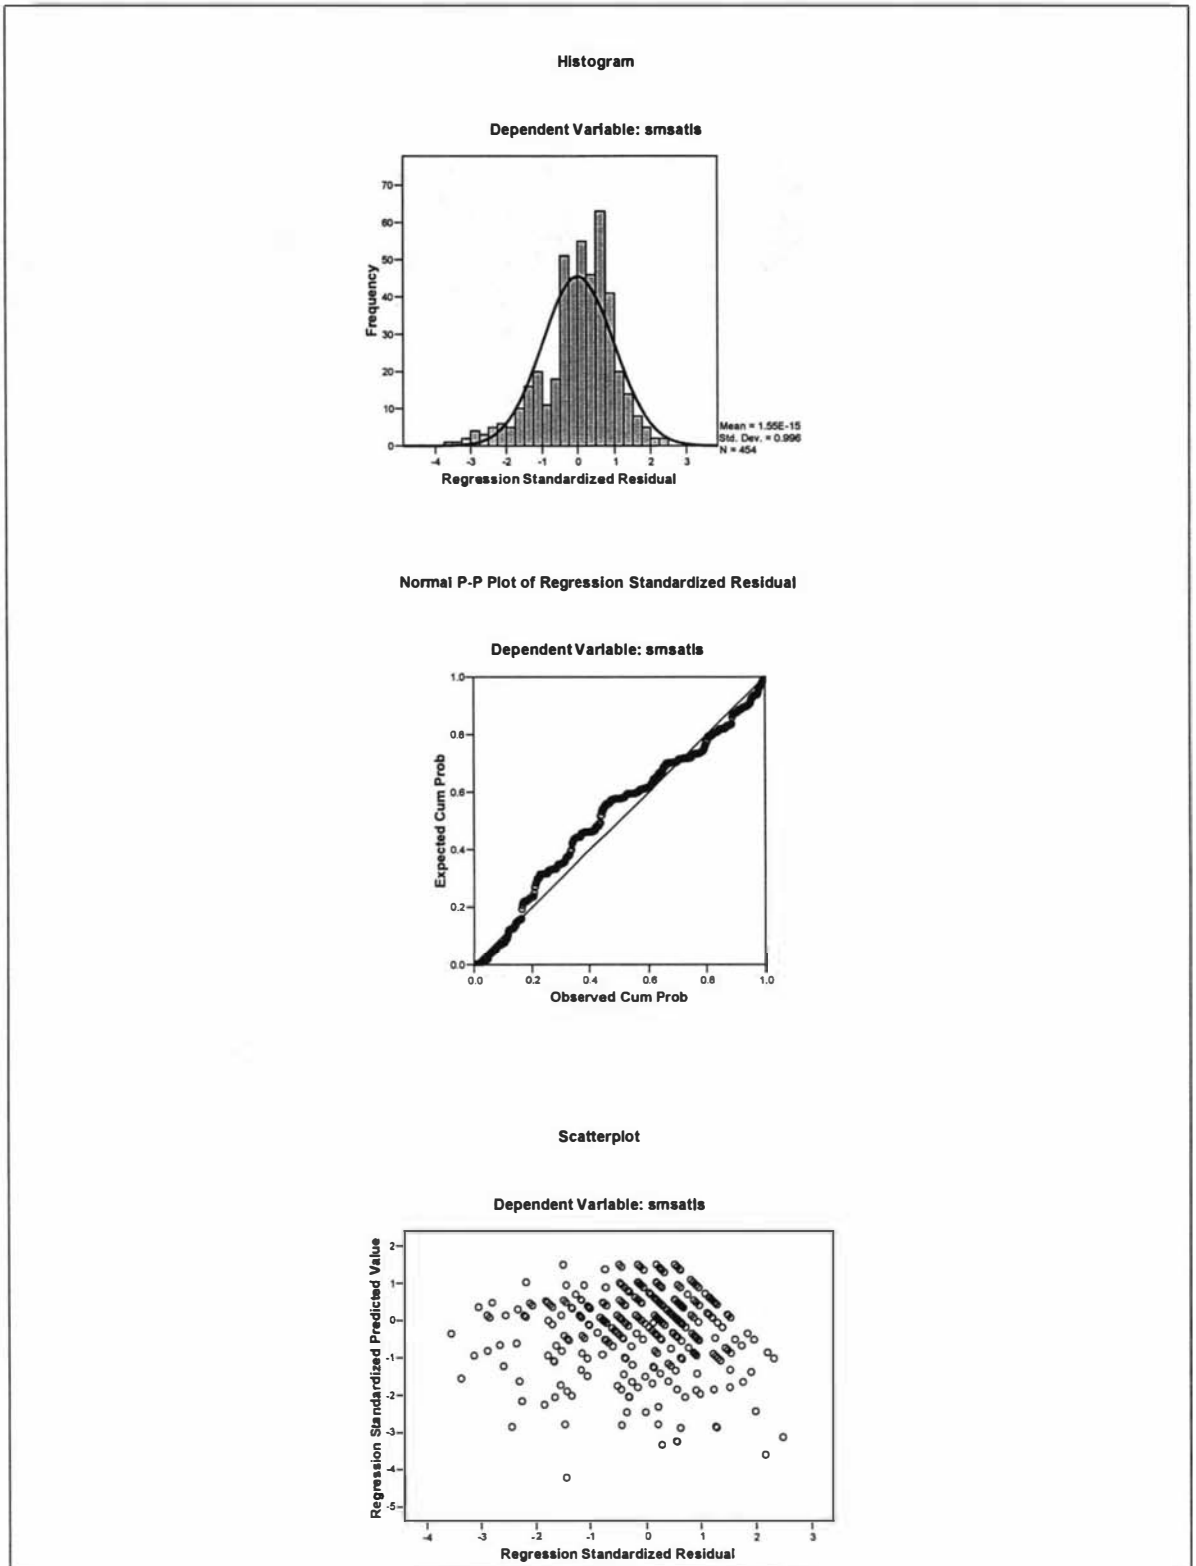 Histogram
Dependent Variable: smsatis
Frequency
70
60
50
40
30
20
10
0
-4 -3 -2 -1 0 1 2 3
Regression Standardized Residual
Mean = 1.55E-15
Std. Dev. = 0.996
N = 454
Normal P-P Plot of Regression Standardized Residual
Dependent Variable: smsatis
Expected Cum Prob
1.0
0.8
0.6
0.4
0.2
0.0
0.0 0.2 0.4 0.6 0.8 1.0
Observed Cum Prob
Scatterplot
Dependent Variable: smsatis
Regression Standardized Predicted Value
2
1
0
-1
-2
-3
-4
-5
-4 -3 -2 -1 0 1 2 3
Regression Standardized Residual